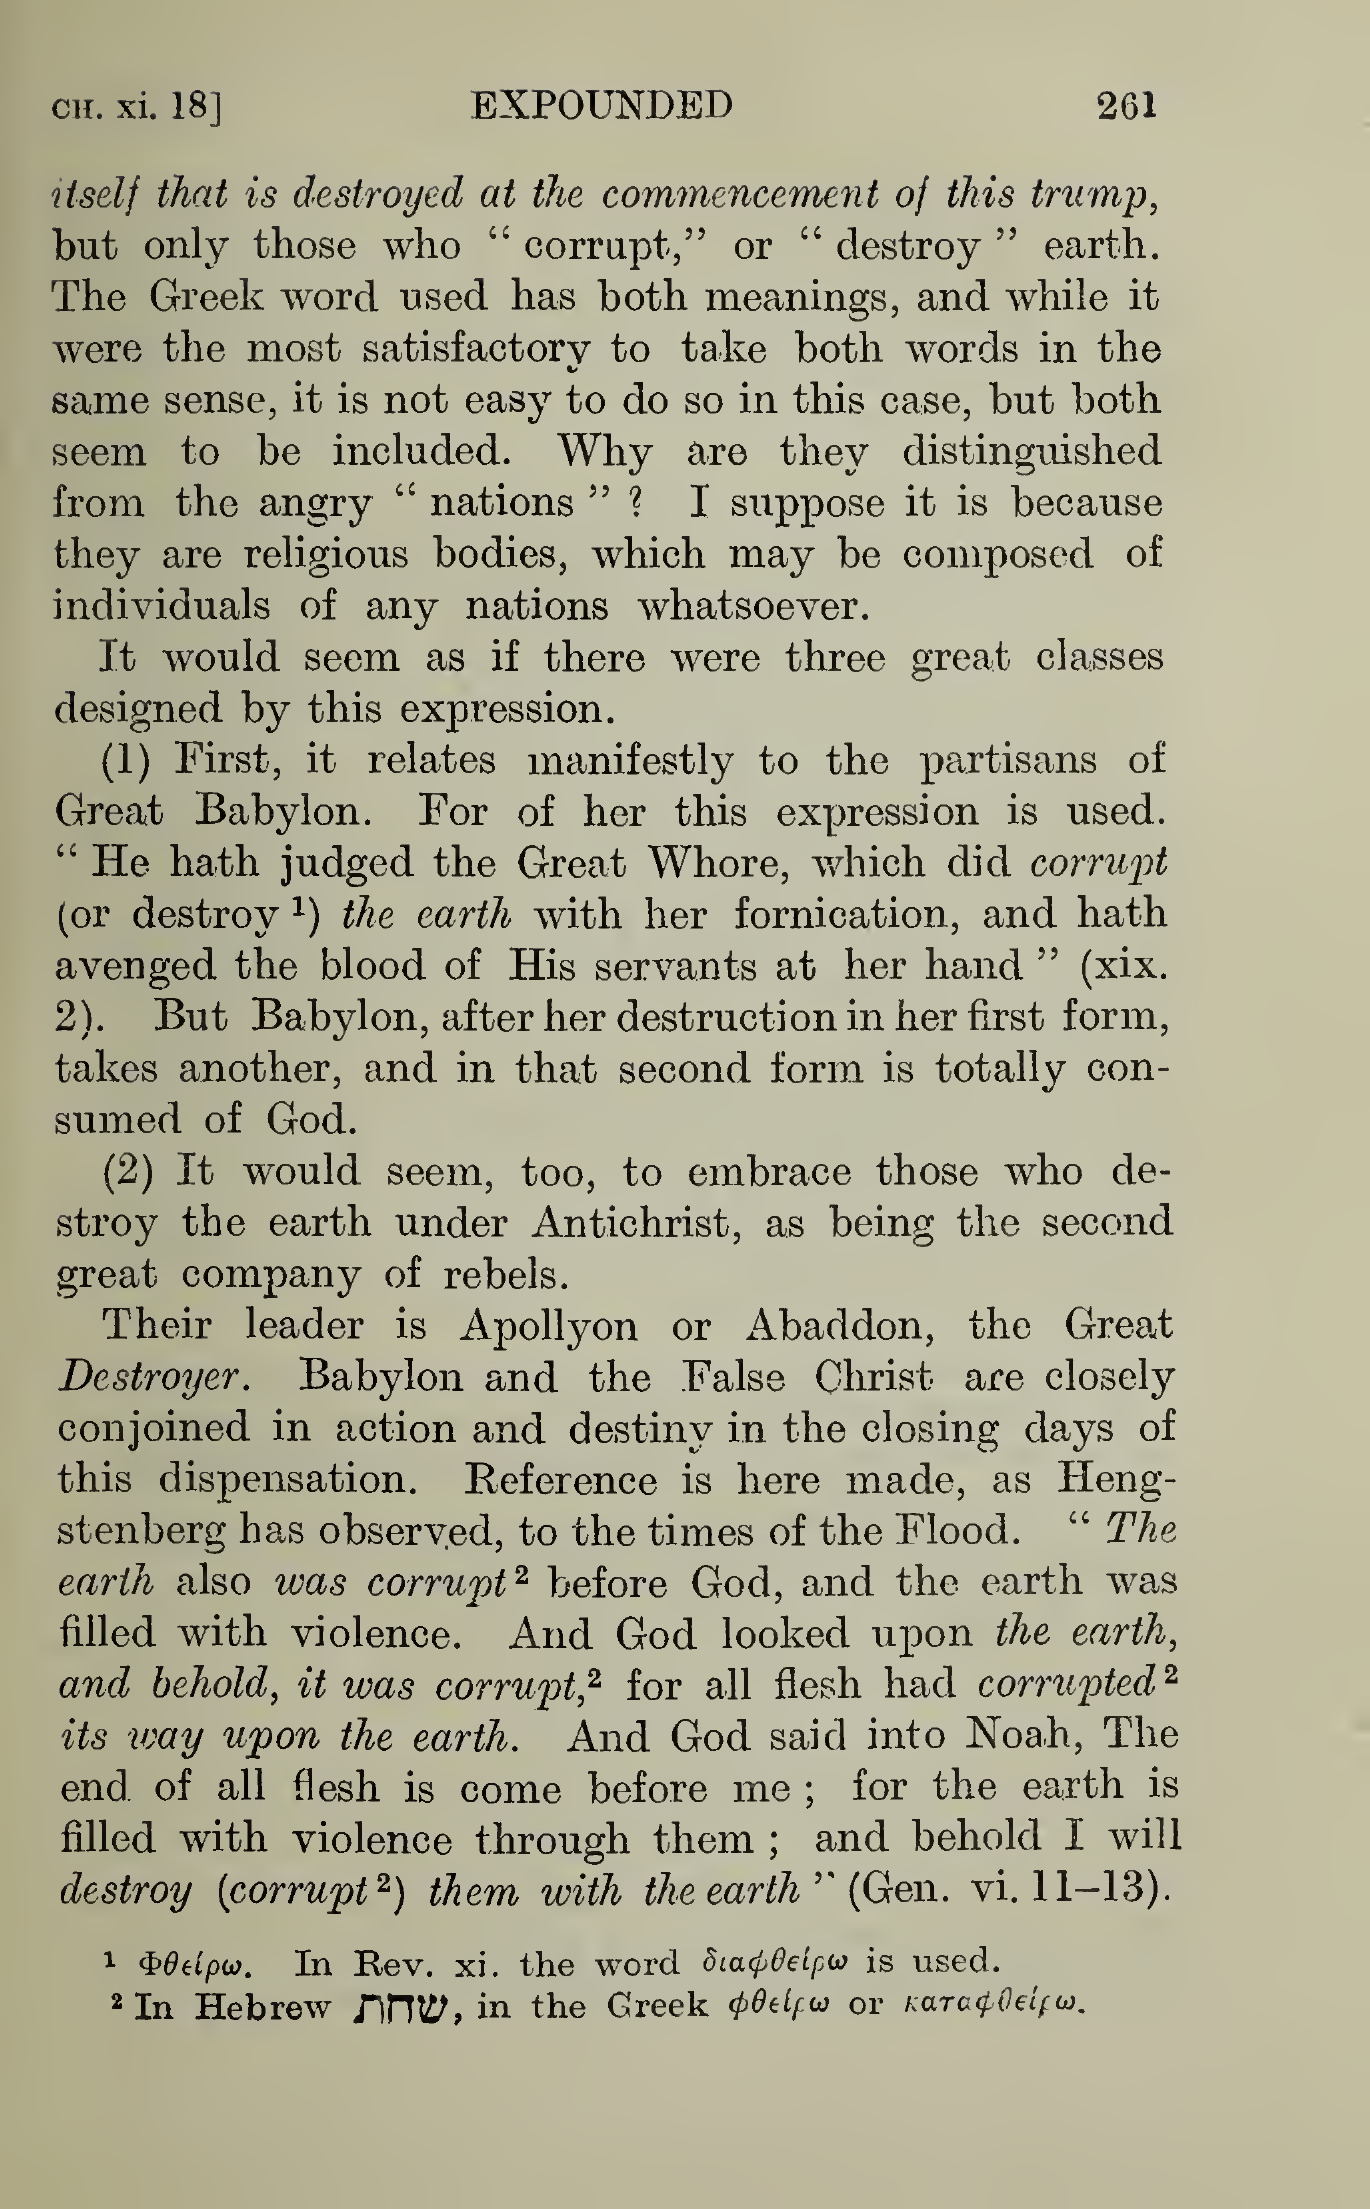 CH. xi. 18] EXPOUNDED 261
itself that is destroyed at the commencement of this trump,
but only those who “ corrupt,” or “ destroy ” earth.
The Greek word used has both meanings, and while it
were the most satisfactory to take both words in the
same sense, it is not easy to do so in this case, but both
seem to be included. Why are they distinguished
from the angry “ nations ” ? I suppose it is because
they are religious bodies, which may be composed of
individuals of any nations whatsoever.
It would seem as if there were three great classes
designed by this expression.
(1) First, it relates manifestly to the partisans of
Great Babylon. For of her this expression is used.
“ He hath judged the Great Whore, which did corrupt
(or destroy ¹) the earth with her fornication, and hath
avenged the blood of His servants at her hand ” (xix.
2). But Babylon, after her destruction in her first form,
takes another, and in that second form is totally con-
sumed of God.
(2) It would seem, too, to embrace those who de-
stroy the earth under Antichrist, as being the second
great company of rebels.
Their leader is Apollyon or Abaddon, the Great
Destroyer. Babylon and the False Christ are closely
conjoined in action and destiny in the closing days of
this dispensation. Reference is here made, as Heng-
stenberg has observed, to the times of the Flood. “ The
earth also was corrupt ² before God, and the earth was
filled with violence. And God looked upon the earth,
and behold, it was corrupt,² for all flesh had corrupted ²
its way upon the earth. And God said into Noah, The
end of all flesh is come before me ; for the earth is
filled with violence through them ; and behold I will
destroy (corrupt ²) them with the earth ” (Gen. vi. 11–13).
¹ Φθείρω. In Rev. xi. the word διαφθείρω is used.
² In Hebrew שחת, in the Greek φθείρω or καταφθείρω.